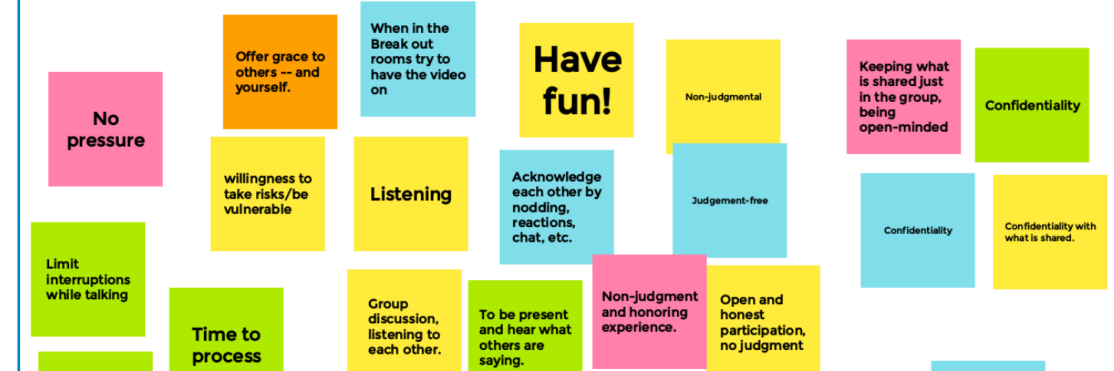 No
pressure
Offer grace to
others -- and
yourself.
When in the
Break out
rooms try to
have the video
on
Have
fun!
Non-judgmental
Keeping what
is shared just
in the group,
being
open-minded
Confidentiality
willingness to
take risks/be
vulnerable
Listening
Acknowledge
each other by
nodding,
reactions,
chat, etc.
Judgement-free
Confidentiality
Confidentiality with
what is shared.
Limit
interruptions
while talking
Time to
process
Group
discussion,
listening to
each other.
To be present
and hear what
others are
saying.
Non-judgment
and honoring
experience.
Open and
honest
participation,
no judgment